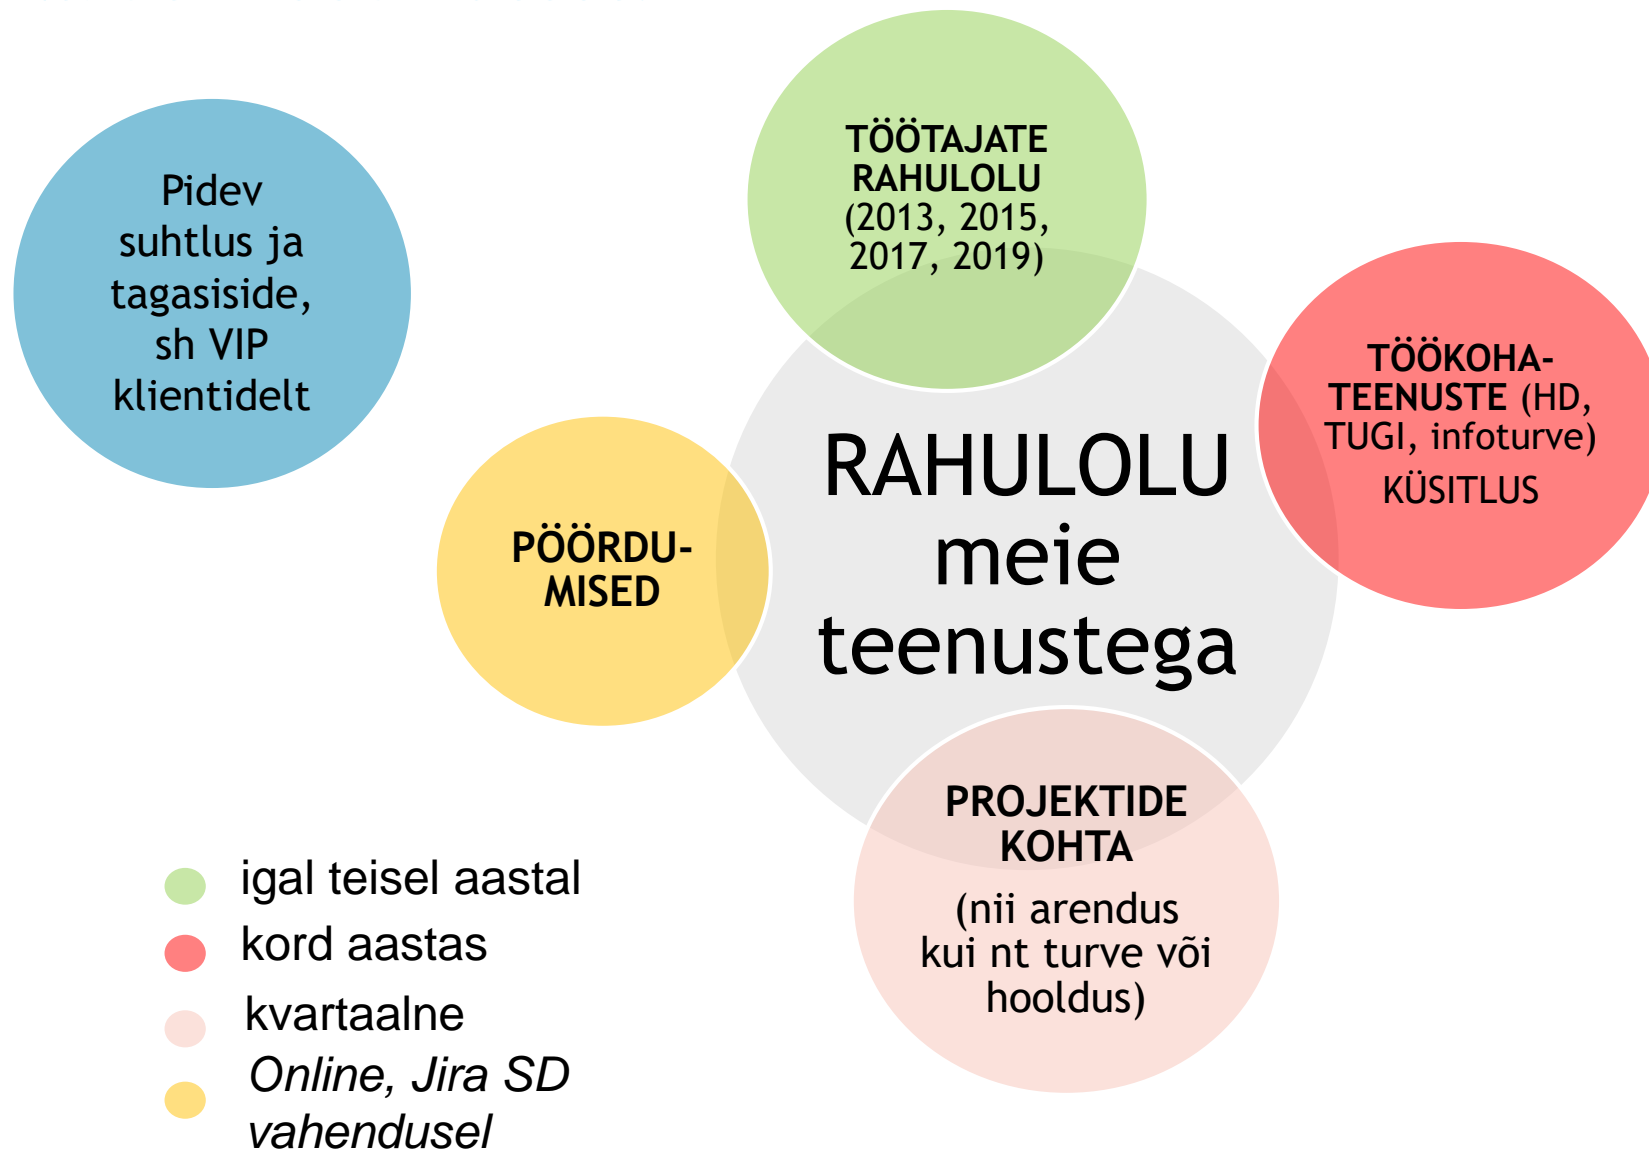 Pidev
suhtlus ja
tagasiside,
sh VIP
klientidelt
TÖÖTAJATE
RAHULOLU
(2013, 2015,
2017, 2019)
TÖÖKOHA-
TEENUSTE (HD,
TUGI, infoturve)
KÜSITLUS
RAHULOLU
meie
teenustega
PÖÖRDU-
MISED
PROJEKTIDE
KOHTA
(nii arendus
kui nt turve või
hooldus)
igal teisel aastal
kord aastas
kvartaalne
Online, Jira SD
vahendusel